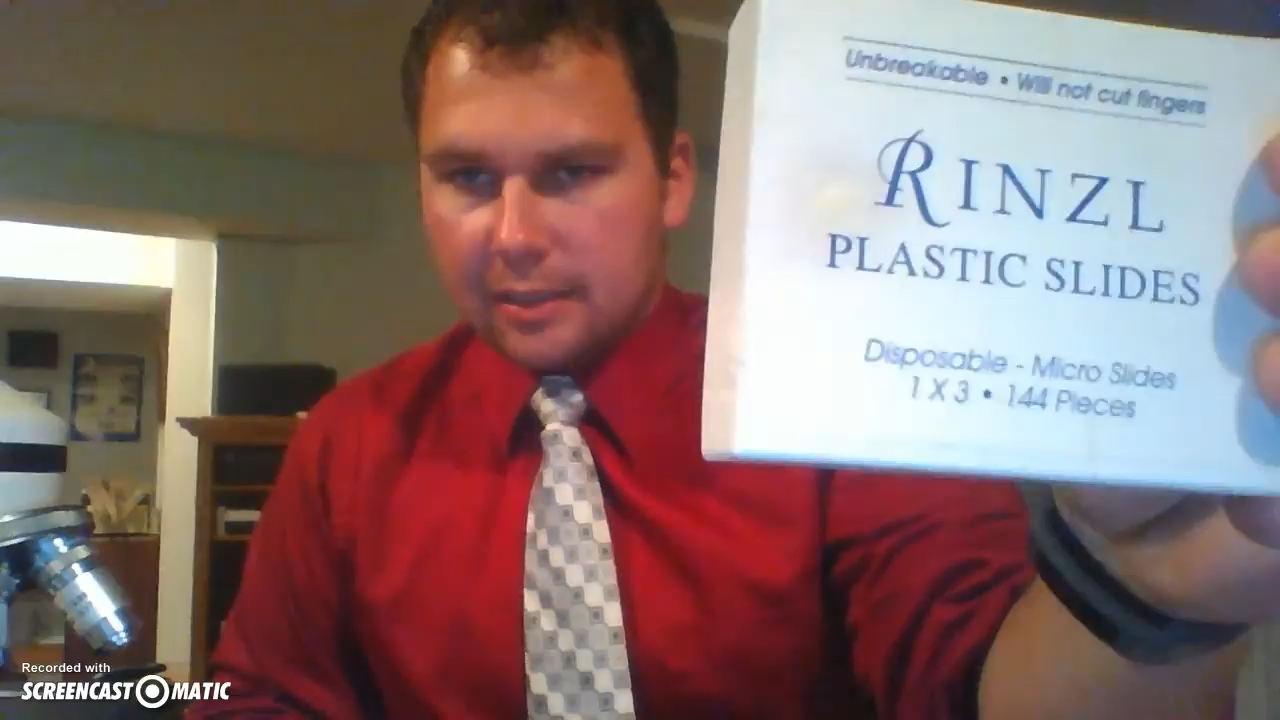 Unbreakable • Will not cut fingers
RINZL
PLASTIC SLIDES
Disposable - Micro Slides
1 X 3 • 144 Pieces
Recorded with
SCREENCAST-O-MATIC